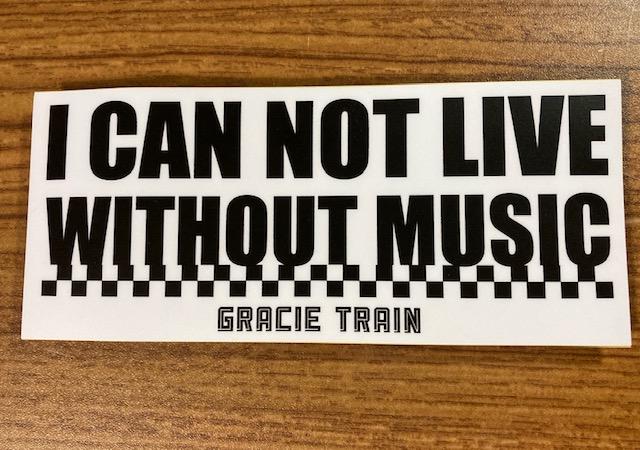 I CAN NOT LIVE
WITHOUT MUSIC
GRACIE TRAIN